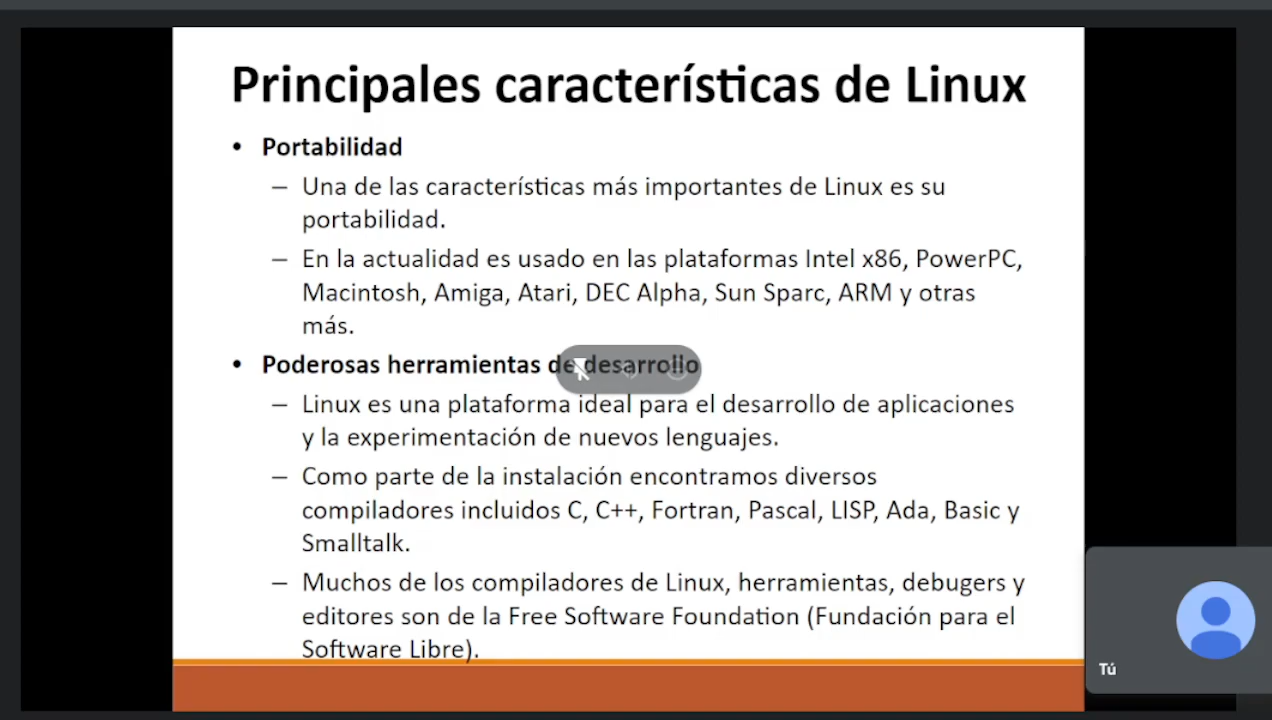 Principales características de Linux
• Portabilidad
– Una de las características más importantes de Linux es su
portabilidad.
– En la actualidad es usado en las plataformas Intel x86, PowerPC,
Macintosh, Amiga, Atari, DEC Alpha, Sun Sparc, ARM y otras
más.
• Poderosas herramientas de desarrollo
– Linux es una plataforma ideal para el desarrollo de aplicaciones
y la experimentación de nuevos lenguajes.
– Como parte de la instalación encontramos diversos
compiladores incluidos C, C++, Fortran, Pascal, LISP, Ada, Basic y
Smalltalk.
– Muchos de los compiladores de Linux, herramientas, debugers y
editores son de la Free Software Foundation (Fundación para el
Software Libre).
Tú